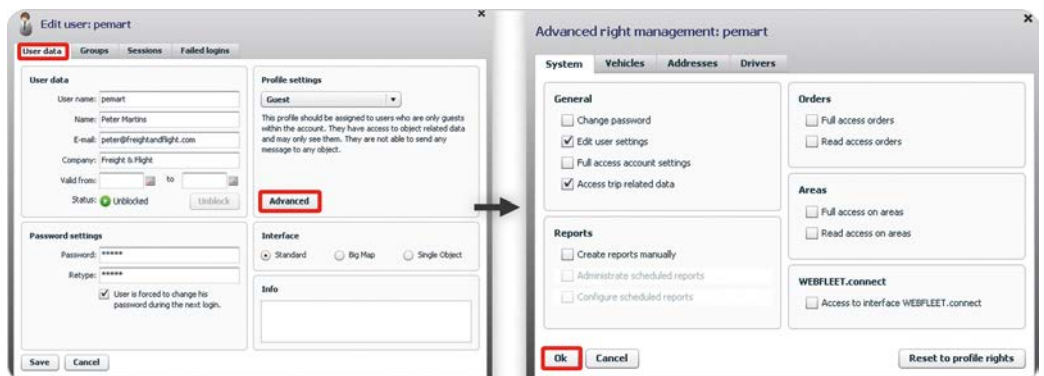 Edit user: pemart
User data Groups Sessions Failed logins
User data
User name: pemart
Name: Peter Martins
E-mail: peter@freightandflight.com
Company: Freight & Flight
Valid from: to
Status: Unblocked Unblock
Password settings
Password: *****
Retype: *****
User is forced to change his
password during the next login.
Save Cancel
Profile settings
Guest
This profile should be assigned to users who are only guests
within the account. They have access to object related data
and may only see them. They are not able to send any
message to any object.
Advanced
Interface
Standard Big Map Single Object
Info
Advanced right management: pemart
System Vehicles Addresses Drivers
General
Change password
Edit user settings
Full access account settings
Access trip related data
Reports
Create reports manually
Administrate scheduled reports
Configure scheduled reports
Orders
Full access orders
Read access orders
Areas
Full access on areas
Read access on areas
WEBFLEET.connect
Access to interface WEBFLEET.connect
Ok Cancel Reset to profile rights